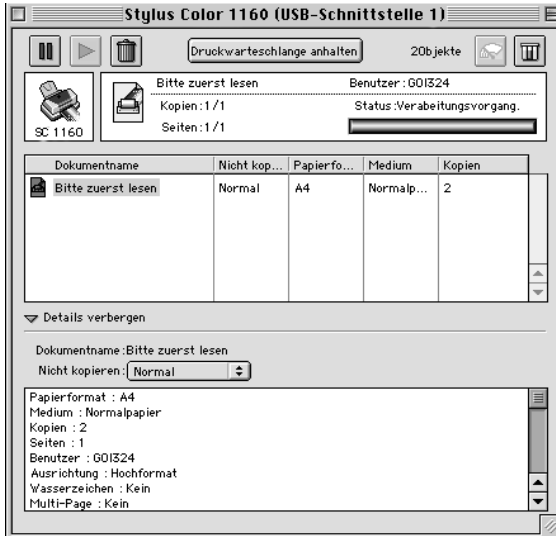 Stylus Color 1160 (USB-Schnittstelle 1)
Druckwarteschlange anhalten
2Objekte
SC 1160
Bitte zuerst lesen
Benutzer :GOI324
Kopien :1/1
Status :Verabeitungsvorgang.
Seiten :1/1
Dokumentname Nicht kop... Papierfo... Medium Kopien
Bitte zuerst lesen Normal A4 Normalp... 2
Details verbergen
Dokumentname :Bitte zuerst lesen
Nicht kopieren: Normal
Papierformat : A4
Medium : Normalpapier
Kopien : 2
Seiten : 1
Benutzer : GOI324
Ausrichtung : Hochformat
Wasserzeichen : Kein
Multi-Page : Kein